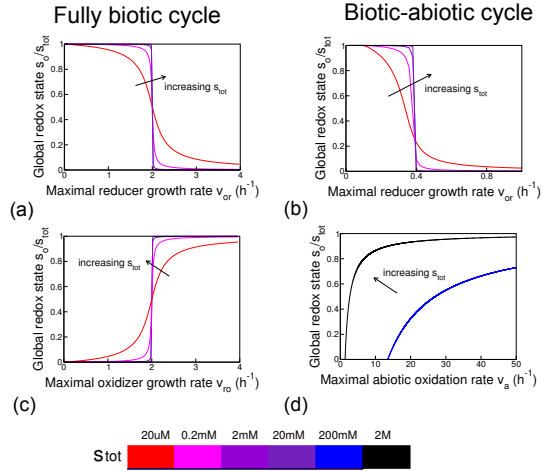 Fully biotic cycle
Biotic-abiotic cycle
Global redox state s_o/s_tot
1
0.8
0.6
0.4
0.2
0
increasing s_tot
0
1
2
3
4
Maximal reducer growth rate v_or (h^-1)
(a)
Global redox state s_o/s_tot
1
0.8
0.6
0.4
0.2
0
increasing s_tot
0
0.4
0.8
Maximal reducer growth rate v_or (h^-1)
(b)
Global redox state s_o/s_tot
1
0.8
0.6
0.4
0.2
0
increasing s_tot
0
1
2
3
4
Maximal oxidizer growth rate v_ro (h^-1)
(c)
Global redox state s_o/s_tot
1
0.8
0.6
0.4
0.2
0
increasing s_tot
0
10
20
30
40
50
Maximal abiotic oxidation rate v_a (h^-1)
(d)
20uM 0.2mM 2mM 20mM 200mM 2M
stot